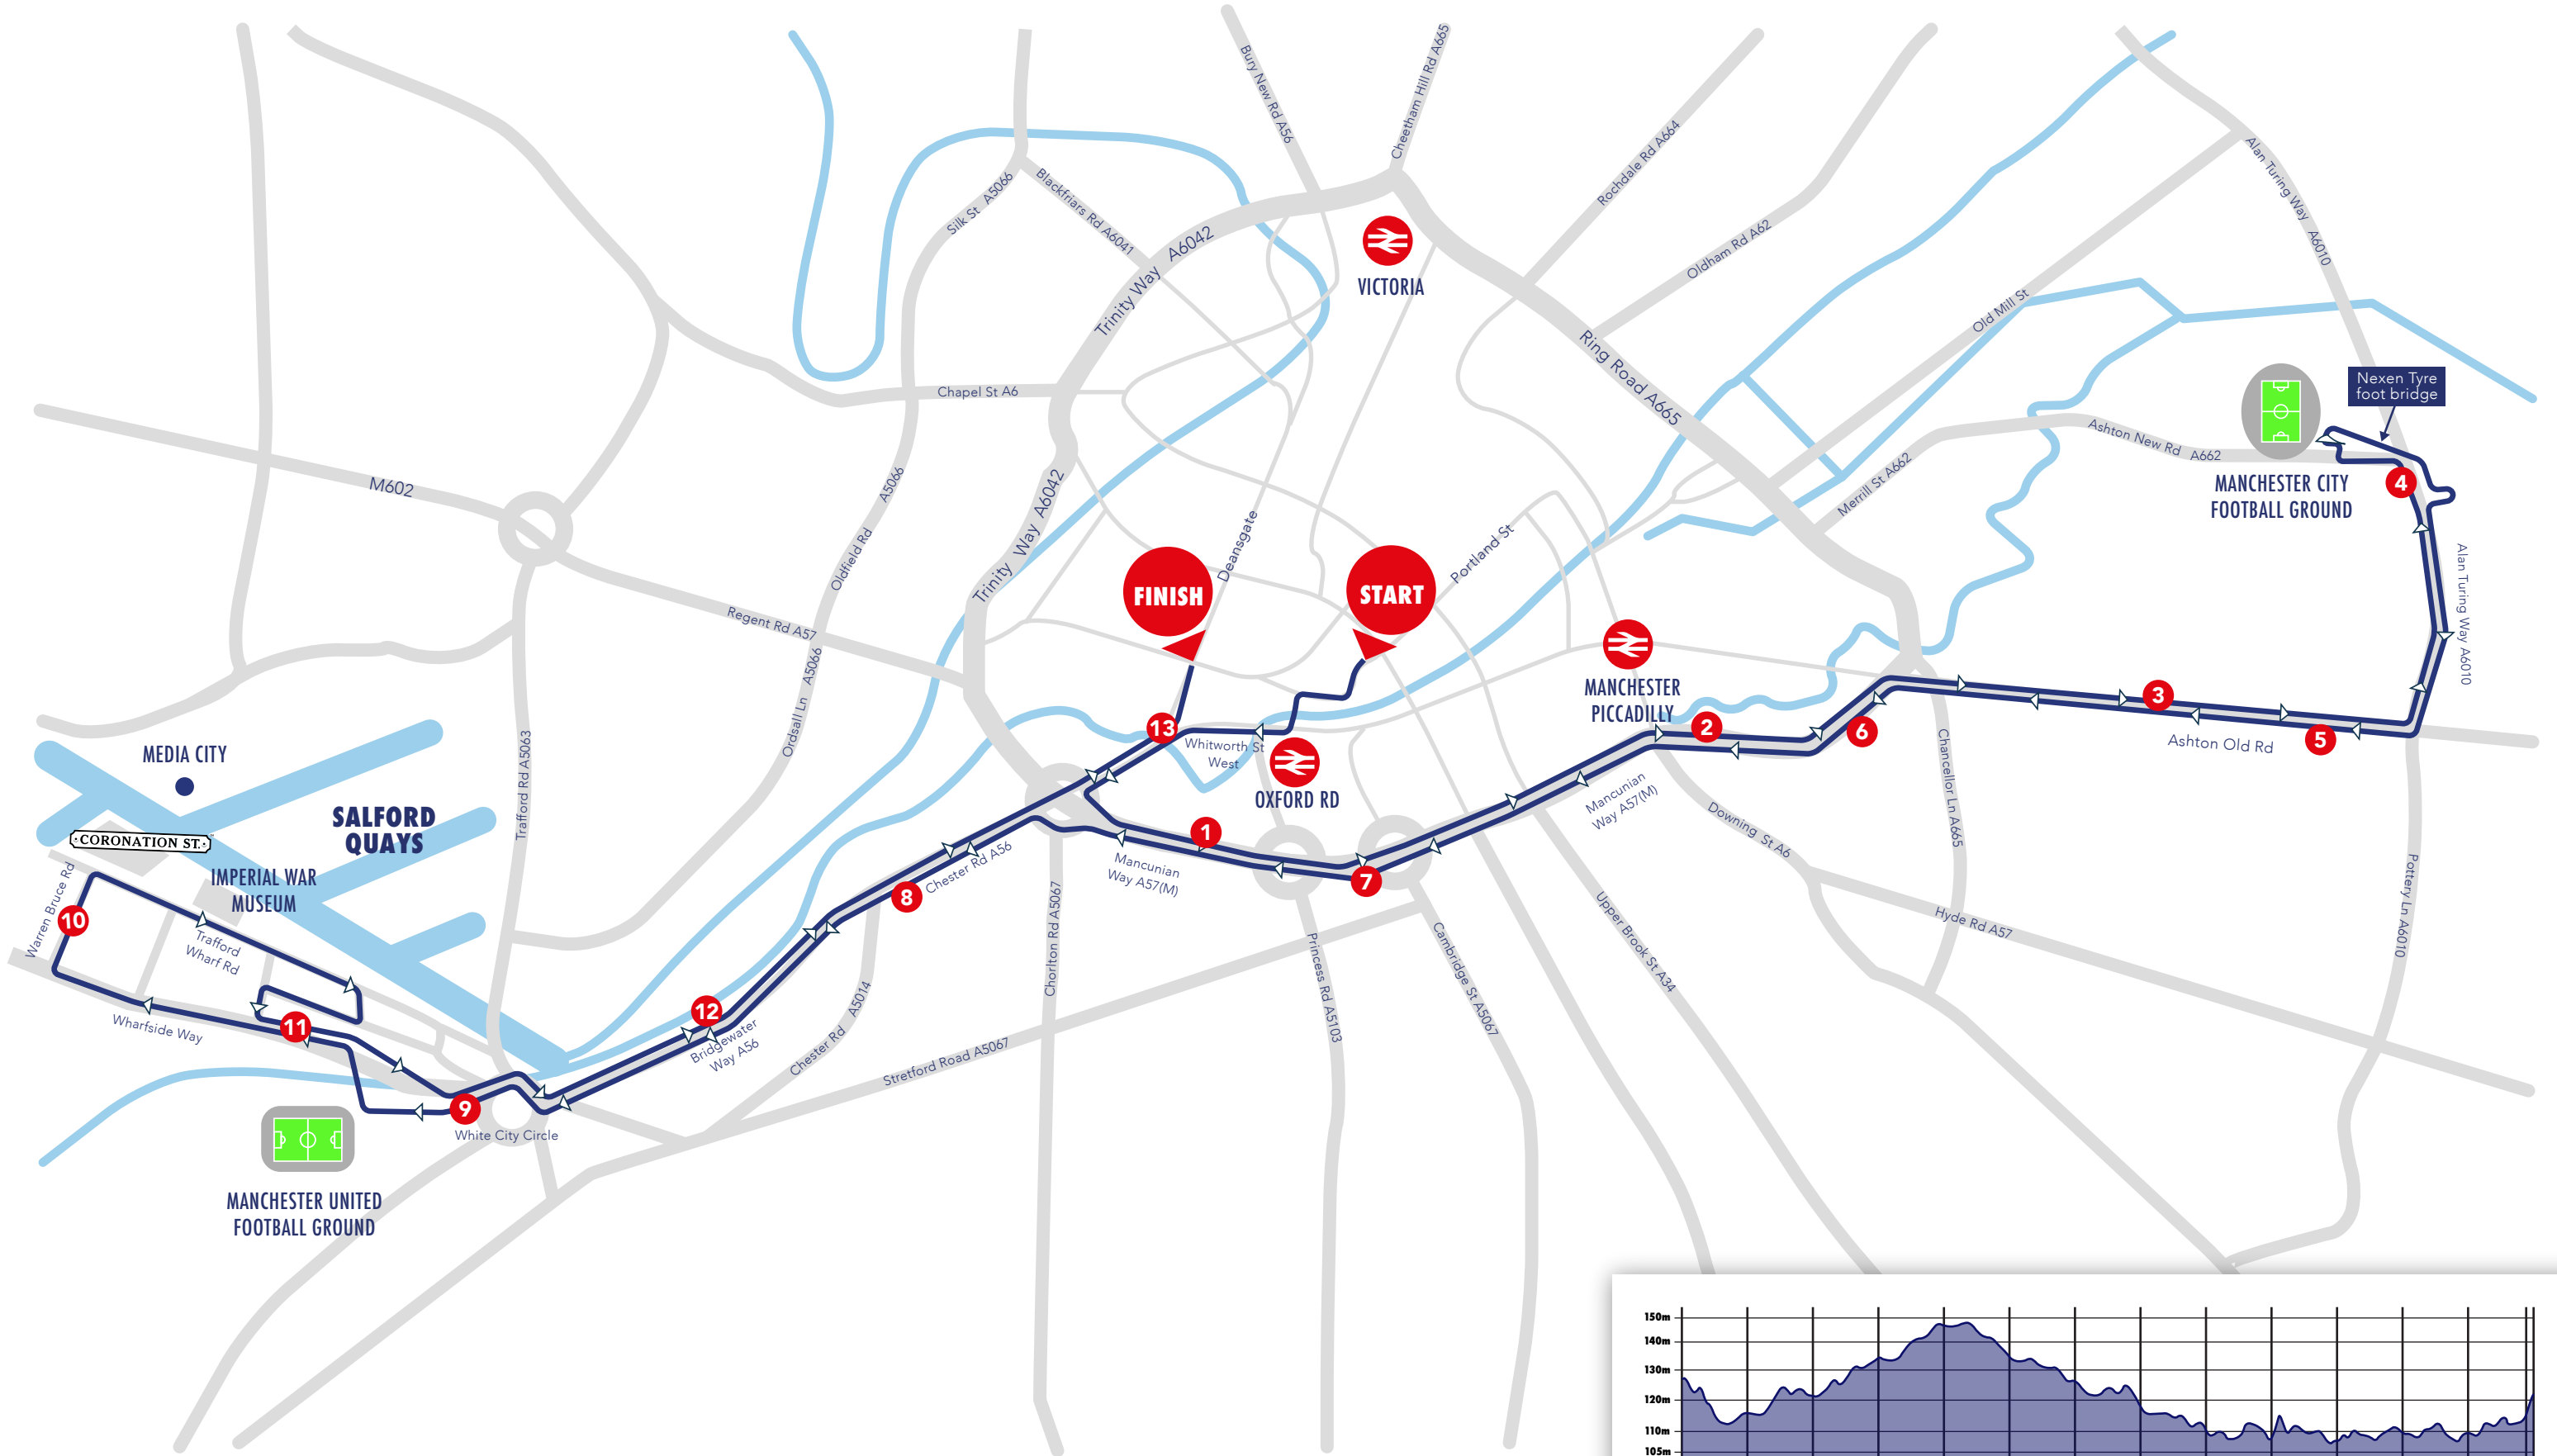 Bury New Rd A56
Cheetham Hill Rd A665
Rochdale Rd A664
Oldham Rd A62
Alan Turing Way
A6010
Silk St A5066
Blackfriars Rd A6041
Trinity Way A6042
VICTORIA
Ring Road A665
Old Mill St
Nexen Tyre
foot bridge
Chapel St A6
M602
Oldfield Rd A5066
Trinity Way A6042
Deansgate
Portland St
Merrill St A662
Ashton New Rd A662
MANCHESTER CITY
FOOTBALL GROUND
4
FINISH
START
Regent Rd A57
Ordsall Ln A5066
Alan Turing Way A6010
MANCHESTER
PICCADILLY
13
Whitworth St
West
OXFORD RD
2
6
3
5
Ashton Old Rd
MEDIA CITY
Trafford Rd A5063
SALFORD
QUAYS
CORONATION ST.
IMPERIAL WAR
MUSEUM
Warren Bruce Rd
10
Trafford
Wharf Rd
1
Mancunian
Way A57(M)
7
Mancunian
Way A57(M)
Downing St A6
Chancellor Ln A665
Chester Rd A56
8
Chorlton Rd A5067
Princess Rd A5103
Cambridge St A5067
Upper Brook St A34
Hyde Rd A57
Pottery Ln A6010
Wharfside Way
11
12
Bridgewater
Way A56
Chester Rd A5014
Stretford Road A5067
9
White City Circle
MANCHESTER UNITED
FOOTBALL GROUND
150m
140m
130m
120m
110m
105m